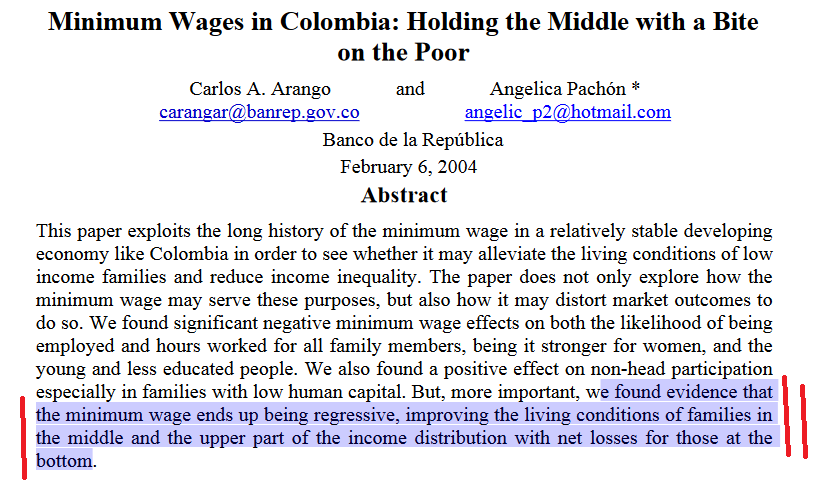 Minimum Wages in Colombia: Holding the Middle with a Bite
on the Poor
Carlos A. Arango and Angelica Pachón *
carangar@banrep.gov.co angelic_p2@hotmail.com
Banco de la República
February 6, 2004
Abstract
This paper exploits the long history of the minimum wage in a relatively stable developing
economy like Colombia in order to see whether it may alleviate the living conditions of low
income families and reduce income inequality. The paper does not only explore how the
minimum wage may serve these purposes, but also how it may distort market outcomes to
do so. We found significant negative minimum wage effects on both the likelihood of being
employed and hours worked for all family members, being it stronger for women, and the
young and less educated people. We also found a positive effect on non-head participation
especially in families with low human capital. But, more important, we found evidence that
the minimum wage ends up being regressive, improving the living conditions of families in
the middle and the upper part of the income distribution with net losses for those at the
bottom.